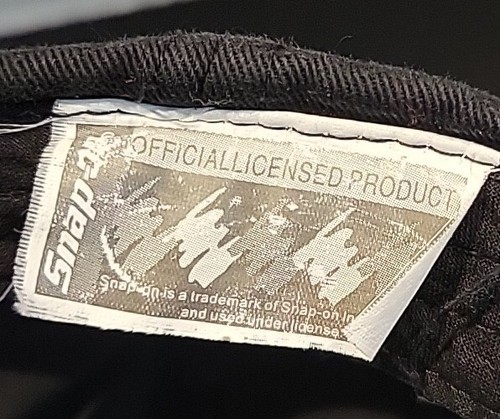 Snap-on
OFFICIALLICENSED PRODUCT
Snap-on is a trademark of Snap-on in
and used under license